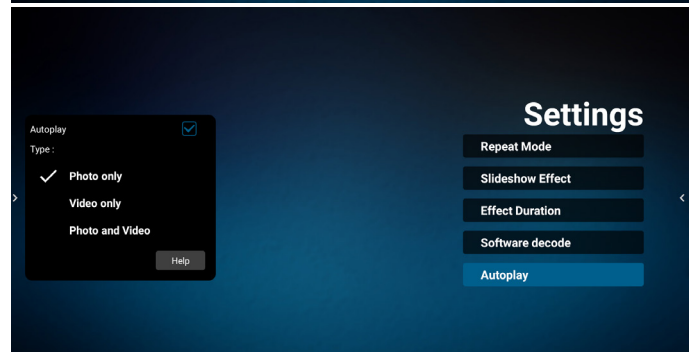 Settings
Autoplay
Type :
Photo only
Video only
Photo and Video
Help
Repeat Mode
Slideshow Effect
Effect Duration
Software decode
Autoplay